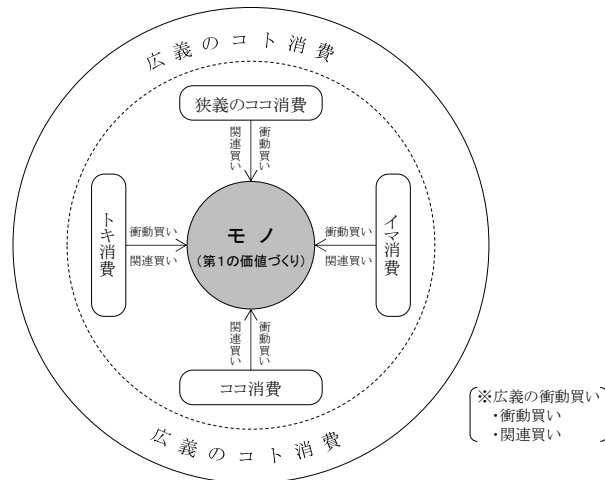 広義のコト消費
狭義のココ消費
関連買い
衝動買い
トキ消費
衝動買い
関連買い
モノ
(第1の価値づくり)
衝動買い
関連買い
イマ消費
関連買い
衝動買い
ココ消費
広義のコト消費
※広義の衝動買い
・衝動買い
・関連買い